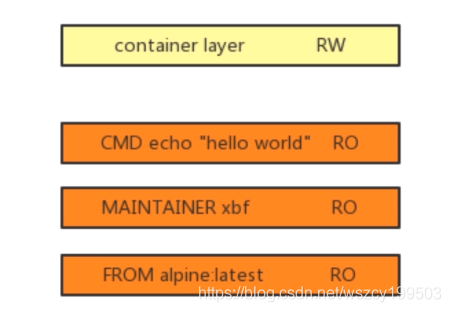 container layer RW
CMD echo "hello world" RO
MAINTAINER xbf RO
FROM alpine:latest RO
https://blog.csdn.net/wszcy199503